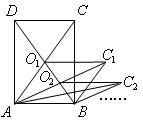 D C
O₁ C₁
O₂ C₂
A B ……